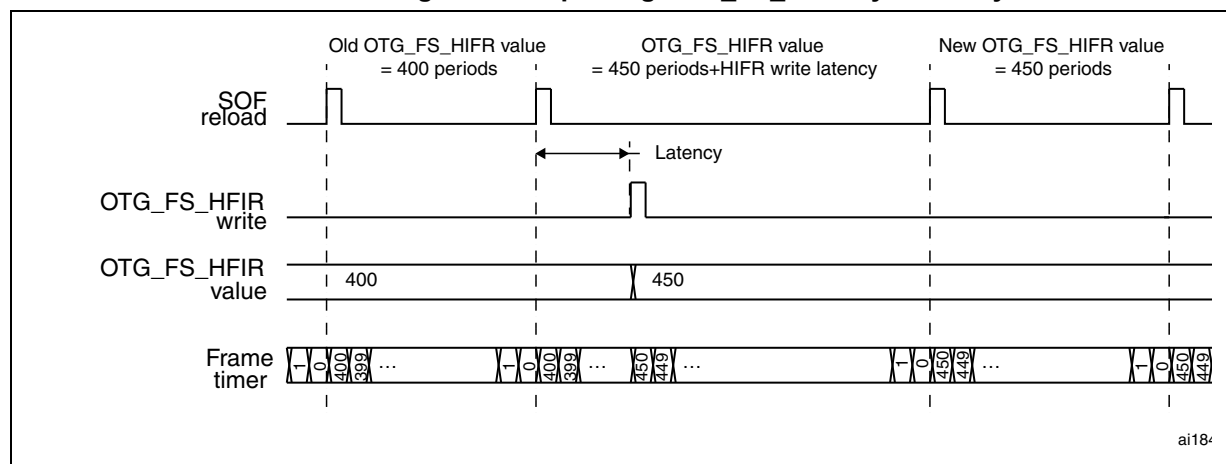 Old OTG_FS_HIFR value
= 400 periods
OTG_FS_HIFR value
= 450 periods+HIFR write latency
New OTG_FS_HIFR value
= 450 periods
SOF
reload
Latency
OTG_FS_HFIR
write
OTG_FS_HFIR
value
400
450
Frame
timer
1 0 400 399 ... 1 0 400 399 ... 450 449 ... 1 0 450 449 ... 1 0 450 449
ai184